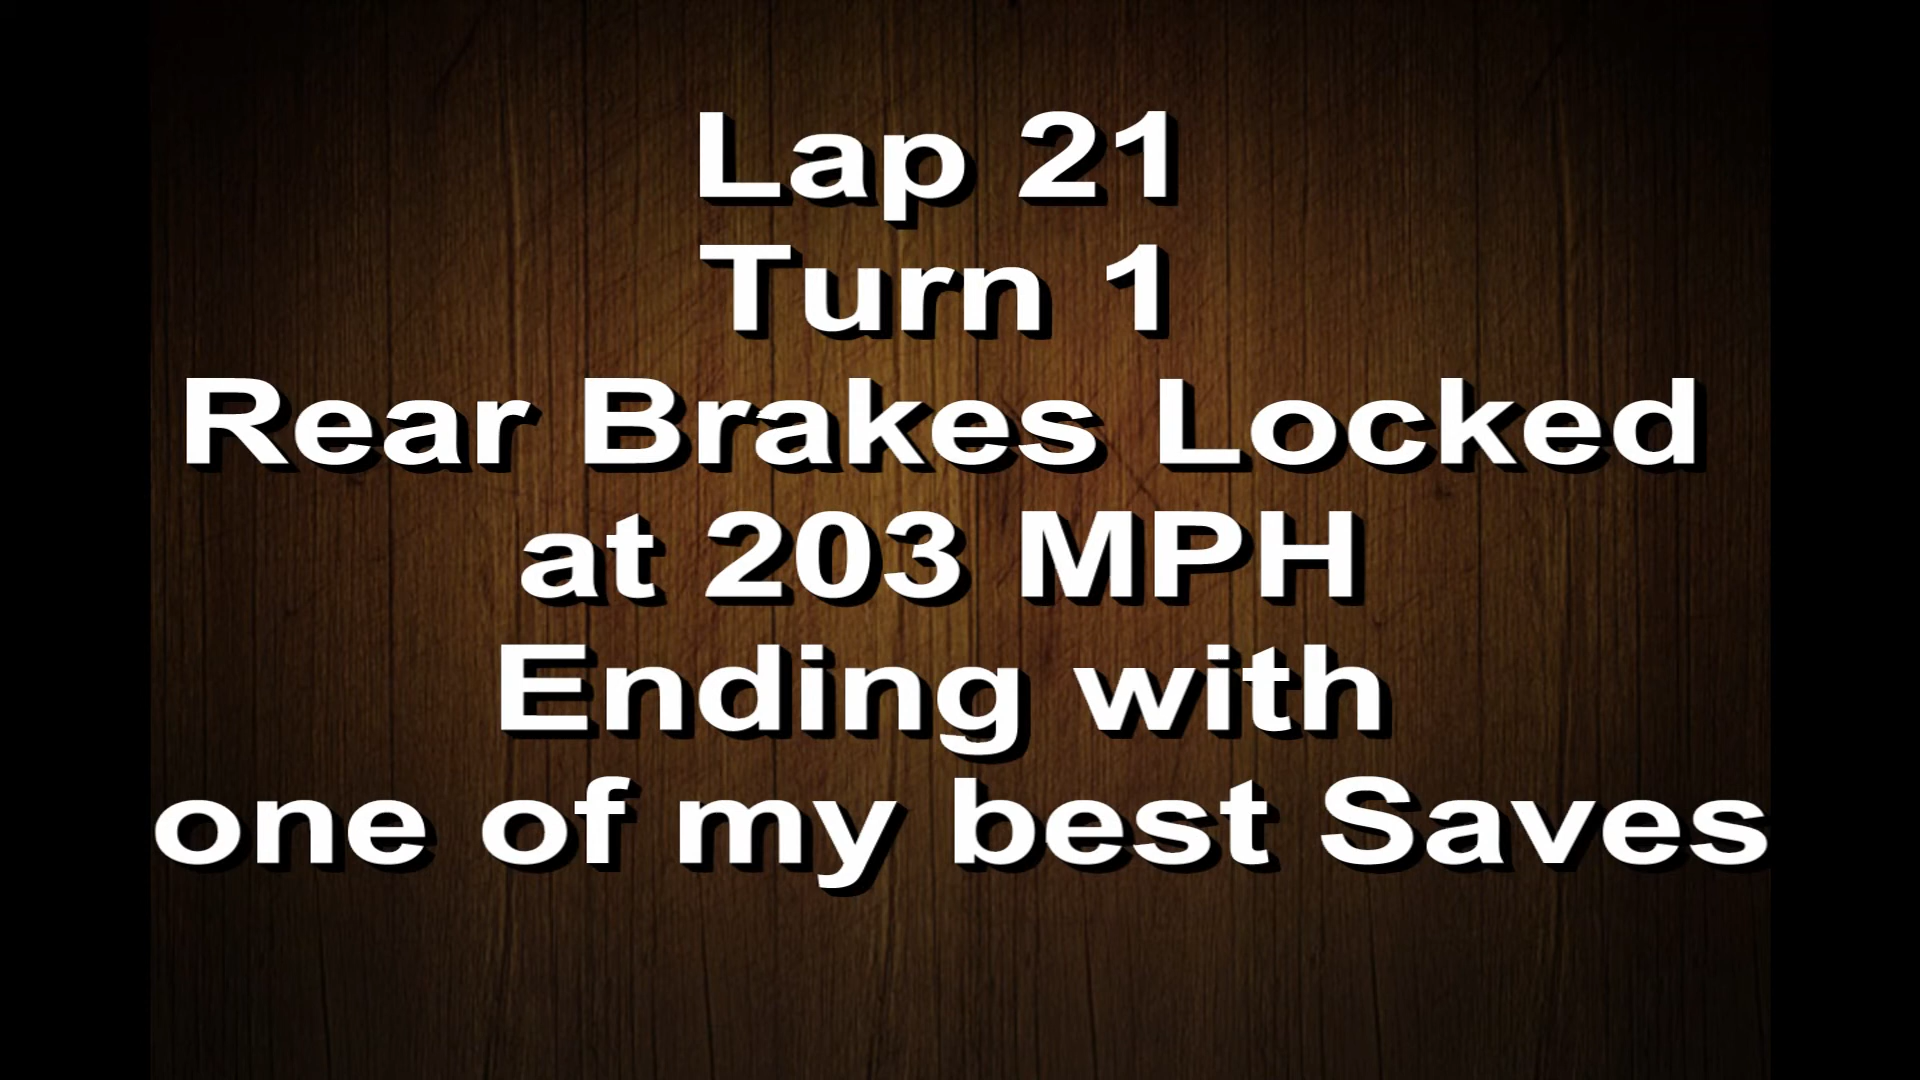 Lap 21
Turn 1
Rear Brakes Locked
at 203 MPH
Ending with
one of my best Saves